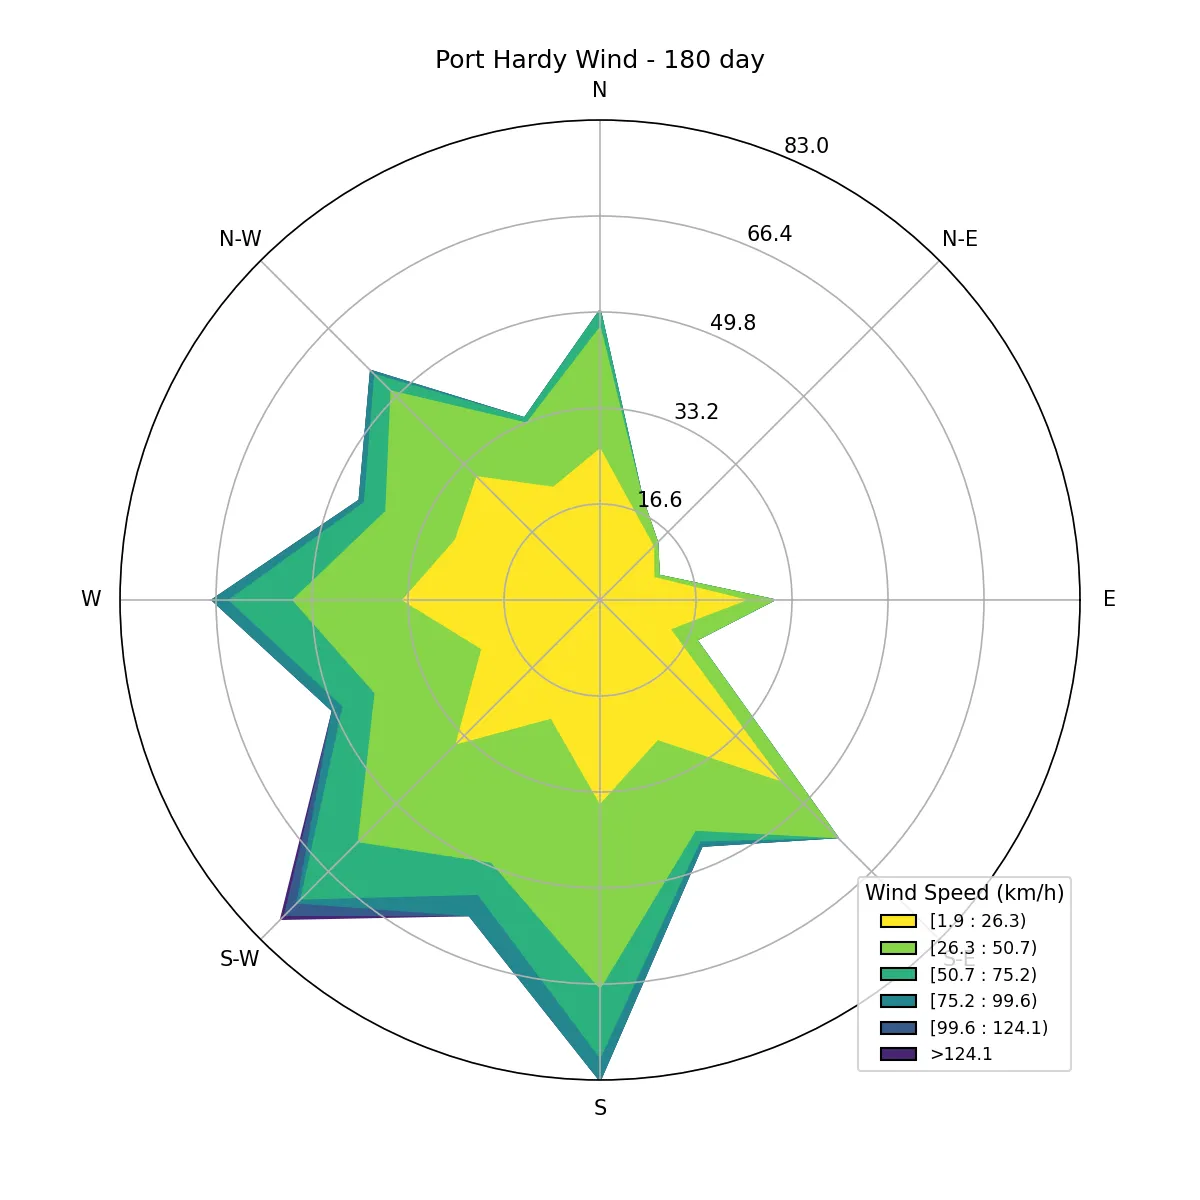 Port Hardy Wind - 180 day
N
83.0
N-W
66.4
N-E
49.8
33.2
16.6
W
E
Wind Speed (km/h)
[1.9 : 26.3)
[26.3 : 50.7)
S-W
S-E
[50.7 : 75.2)
[75.2 : 99.6)
[99.6 : 124.1)
>124.1
S